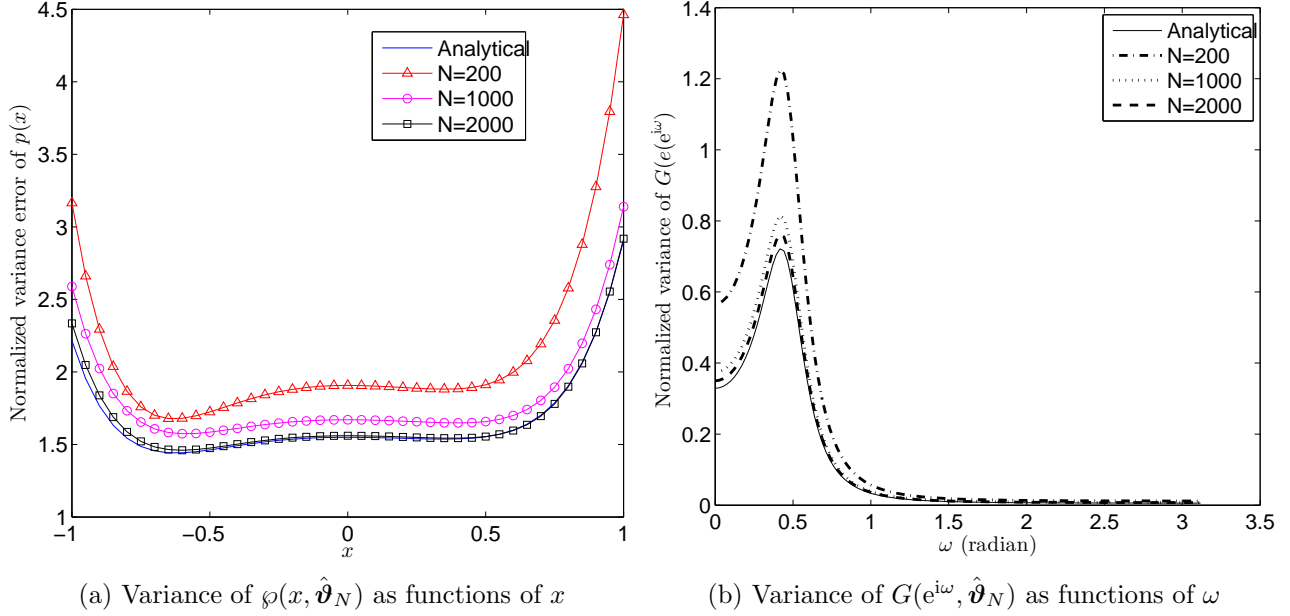 4.5
4
3.5
3
2.5
2
1.5
1
−1
−0.5
0
0.5
1
x
Normalized variance error of p(x)
Analytical
N=200
N=1000
N=2000
(a) Variance of ℘(x, ϑ̂_N) as functions of x
1.4
1.2
1
0.8
0.6
0.4
0.2
0
0
0.5
1
1.5
2
2.5
3
3.5
ω (radian)
Normalized variance of G(e(e^{iω})
Analytical
N=200
N=1000
N=2000
(b) Variance of G(e^{iω}, ϑ̂_N) as functions of ω